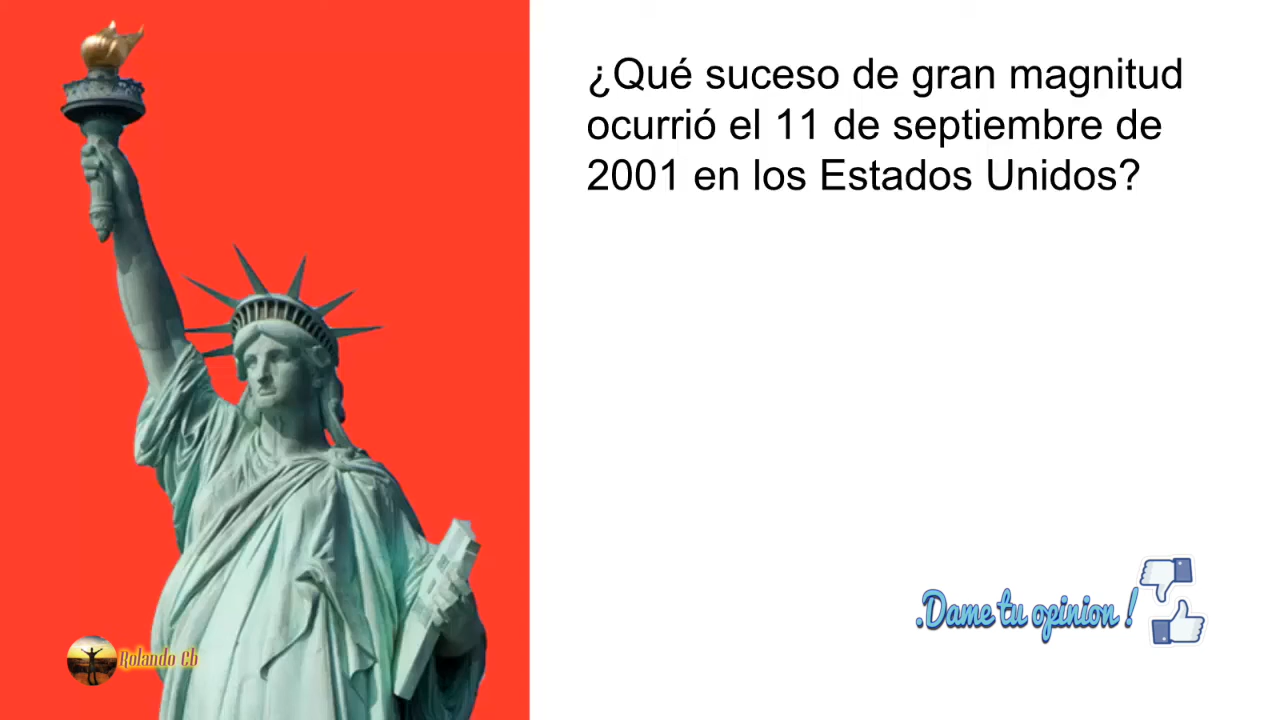 ¿Qué suceso de gran magnitud
ocurrió el 11 de septiembre de
2001 en los Estados Unidos?
.Dame tu opinion !
Rolando Cb